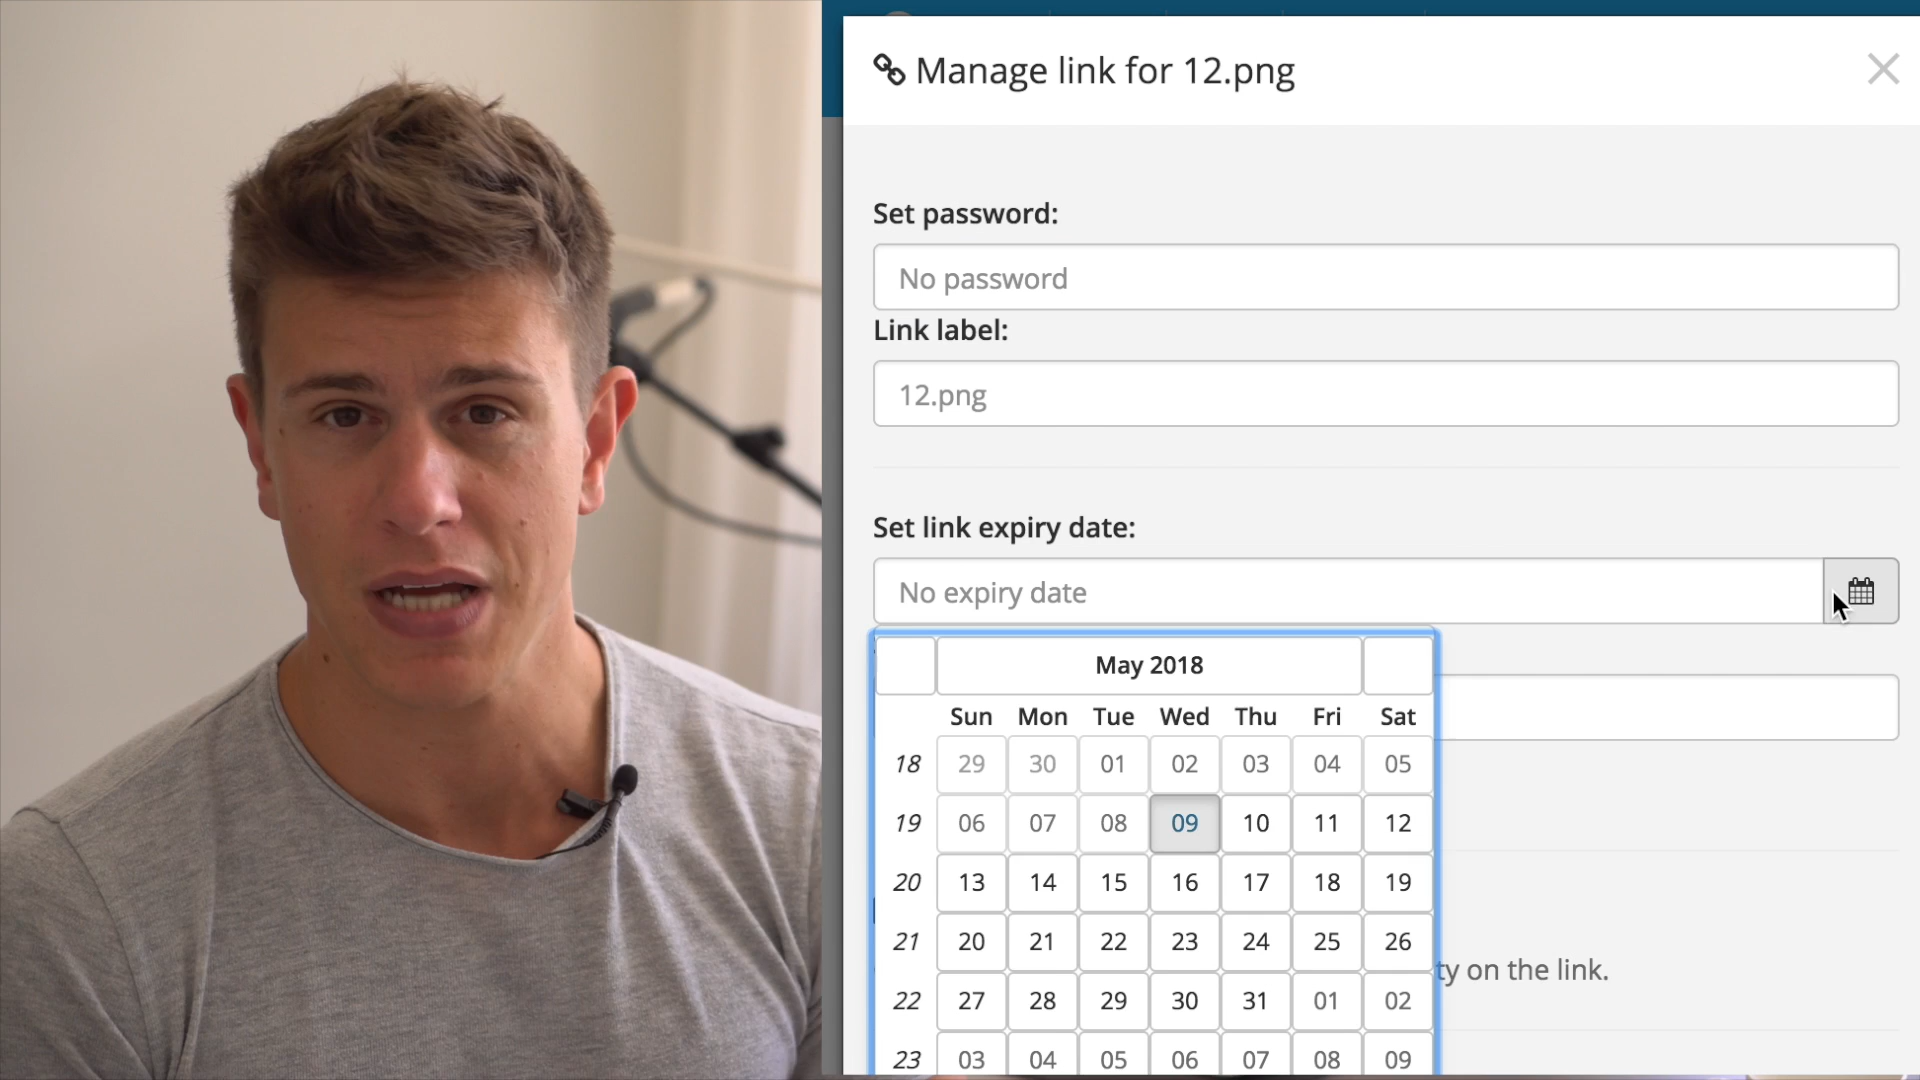 Manage link for 12.png
Set password:
No password
Link label:
12.png
Set link expiry date:
No expiry date
May 2018
Sun Mon Tue Wed Thu Fri Sat
18 29 30 01 02 03 04 05
19 06 07 08 09 10 11 12
20 13 14 15 16 17 18 19
21 20 21 22 23 24 25 26
ty on the link.
22 27 28 29 30 31 01 02
23 03 04 05 06 07 08 09